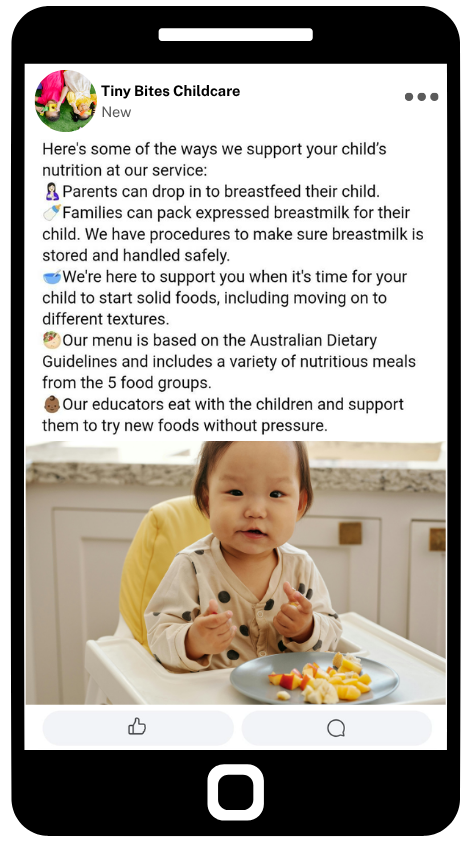 Tiny Bites Childcare
New
Here's some of the ways we support your child’s
nutrition at our service:
🤱Parents can drop in to breastfeed their child.
🍼Families can pack expressed breastmilk for their
child. We have procedures to make sure breastmilk is
stored and handled safely.
🥣We're here to support you when it's time for your
child to start solid foods, including moving on to
different textures.
🥙Our menu is based on the Australian Dietary
Guidelines and includes a variety of nutritious meals
from the 5 food groups.
👶🏾Our educators eat with the children and support
them to try new foods without pressure.